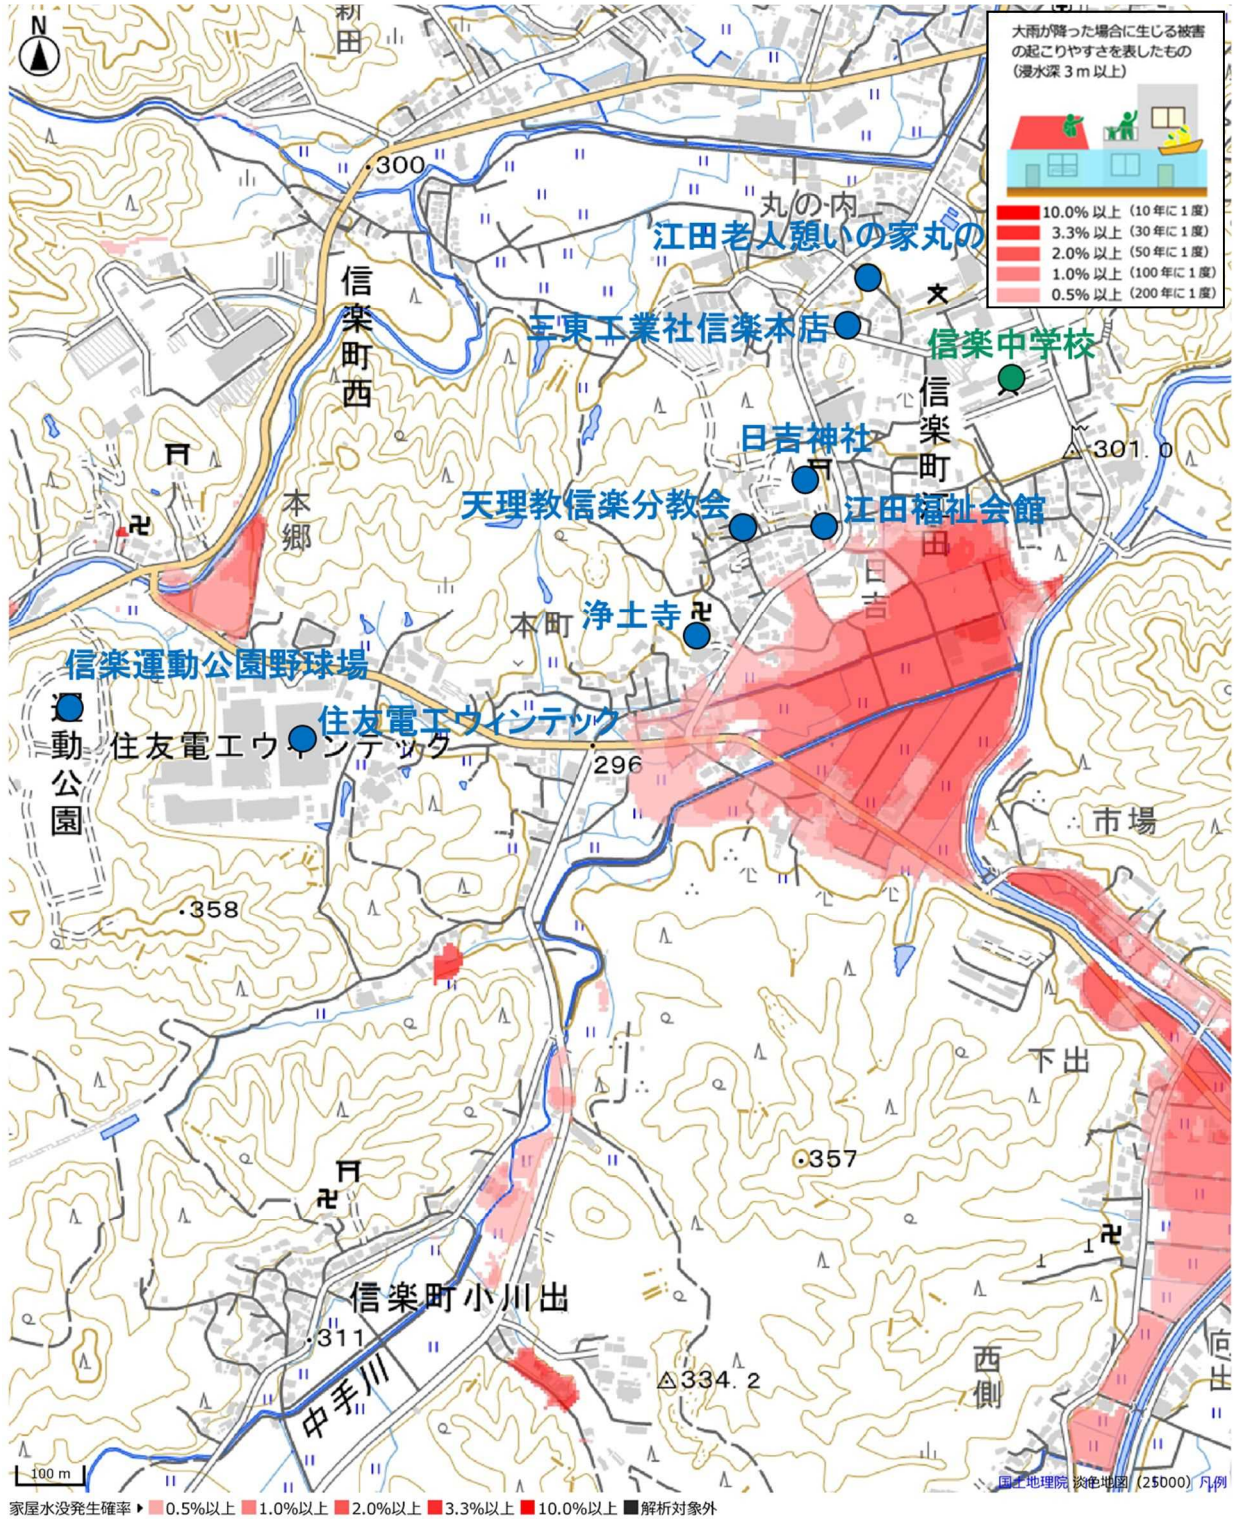 N
新田
大雨が降った場合に生じる被害
の起こりやすさを表したもの
(浸水深3m以上)
10.0%以上 (10年に1度)
3.3%以上 (30年に1度)
2.0%以上 (50年に1度)
1.0%以上 (100年に1度)
0.5%以上 (200年に1度)
300
丸の内
江田老人憩いの家丸の
信楽町西
三東工業社信楽本店
信楽中学校
信楽町江田
301.0
日吉神社
天理教信楽分教会
江田福祉会館
本郷
日吉
本町
浄土寺
信楽運動公園野球場
運動公園
住友電工ウィンテック
住友電工ウィンテック
296
市場
358
下出
357
信楽町小川出
311
中手川
334.2
西側
向出
100 m
国土地理院 淡色地図 (25000) 凡例
家屋水没発生確率 0.5%以上 1.0%以上 2.0%以上 3.3%以上 10.0%以上 解析対象外